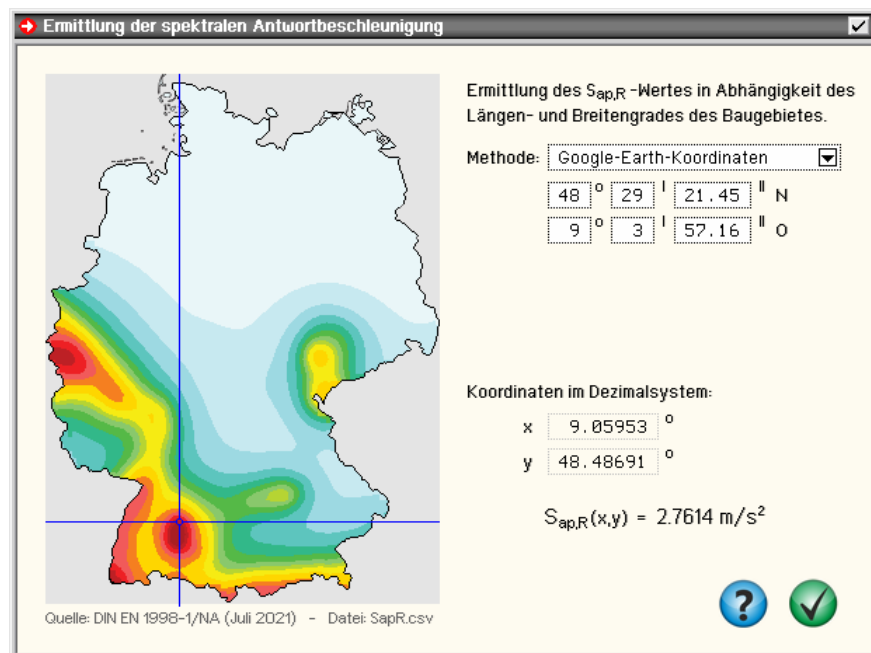 Ermittlung der spektralen Antwortbeschleunigung
Ermittlung des Sap,R -Wertes in Abhängigkeit des
Längen- und Breitengrades des Baugebietes.
Methode: Google-Earth-Koordinaten
48 ° 29 ' 21.45 " N
9 ° 3 ' 57.16 " O
Koordinaten im Dezimalsystem:
x 9.05953 °
y 48.48691 °
Sap,R(x,y) = 2.7614 m/s²
Quelle: DIN EN 1998-1/NA (Juli 2021) - Datei: SapR.csv
?